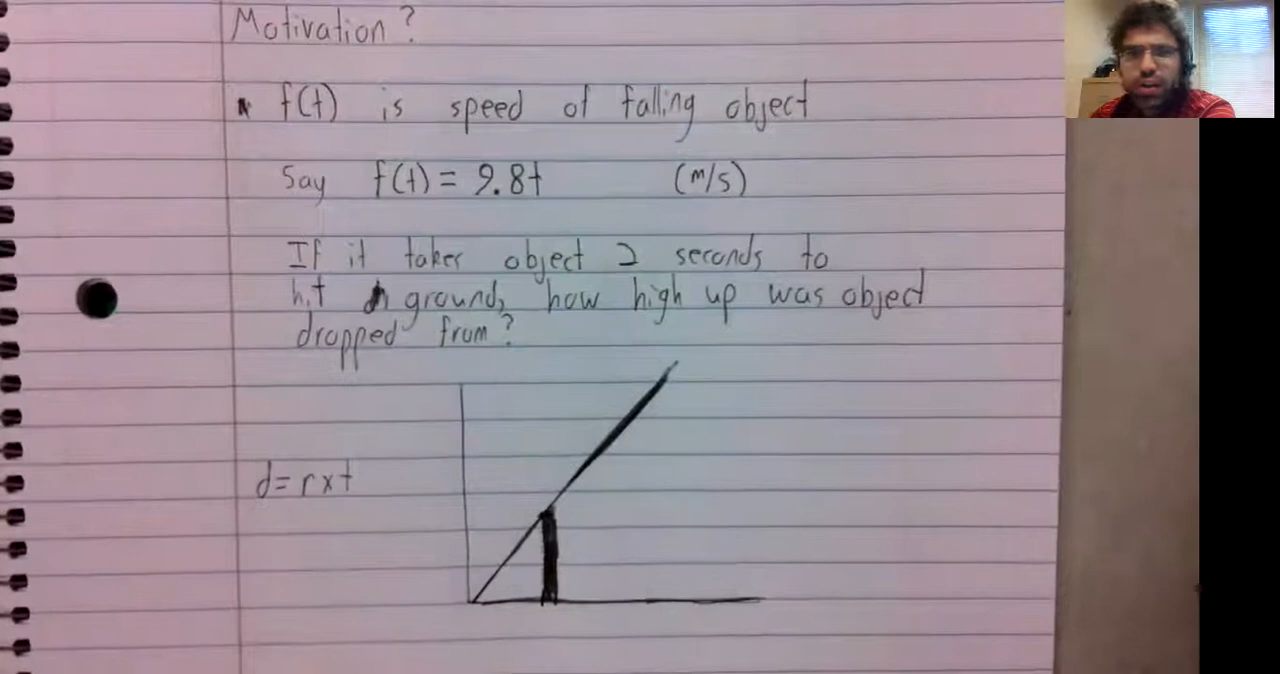 Motivation?
f(t) is speed of falling object
Say f(t) = 9.8t (m/s)
If it takes object 2 seconds to
hit ground, how high up was object
dropped from?
d=rxt